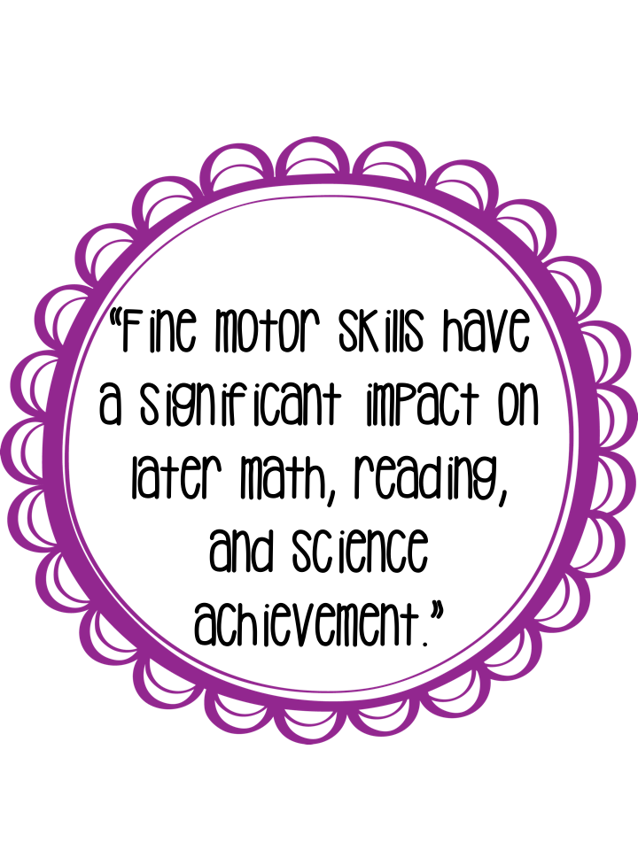 "Fine motor skills have
a significant impact on
later math, reading,
and science
achievement."